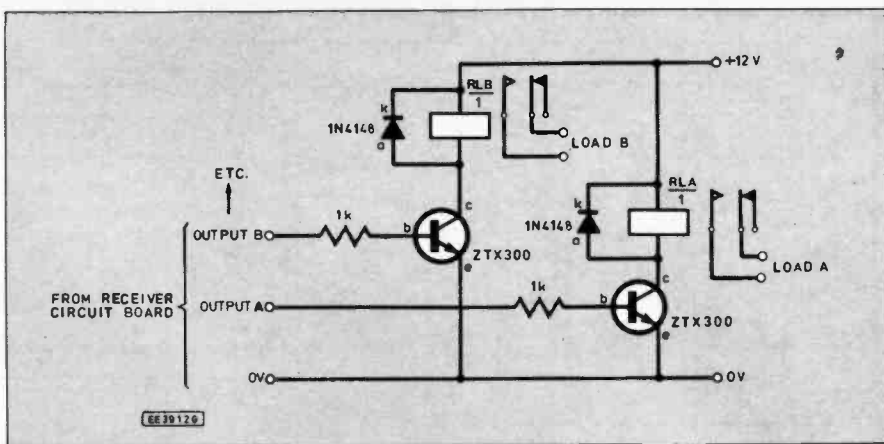 +12 V
RLB
1
k
1N4148
a
LOAD B
ETC.
RLA
1
k
1N4148
a
c
1k
b
OUTPUT B
ZTX300
e
LOAD A
FROM RECEIVER
CIRCUIT BOARD
OUTPUT A
1k
b
c
ZTX300
e
0V
0V
EE3912G